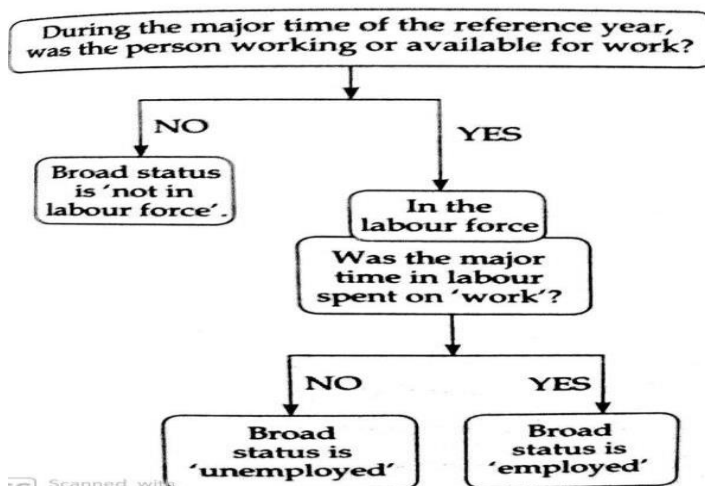 During the major time of the reference year,
was the person working or available for work?
NO
YES
Broad status
is 'not in
labour force'.
In the
labour force
Was the major
time in labour
spent on 'work'?
NO
YES
Broad
status is
'unemployed'
Broad
status is
'employed'
Scanned with